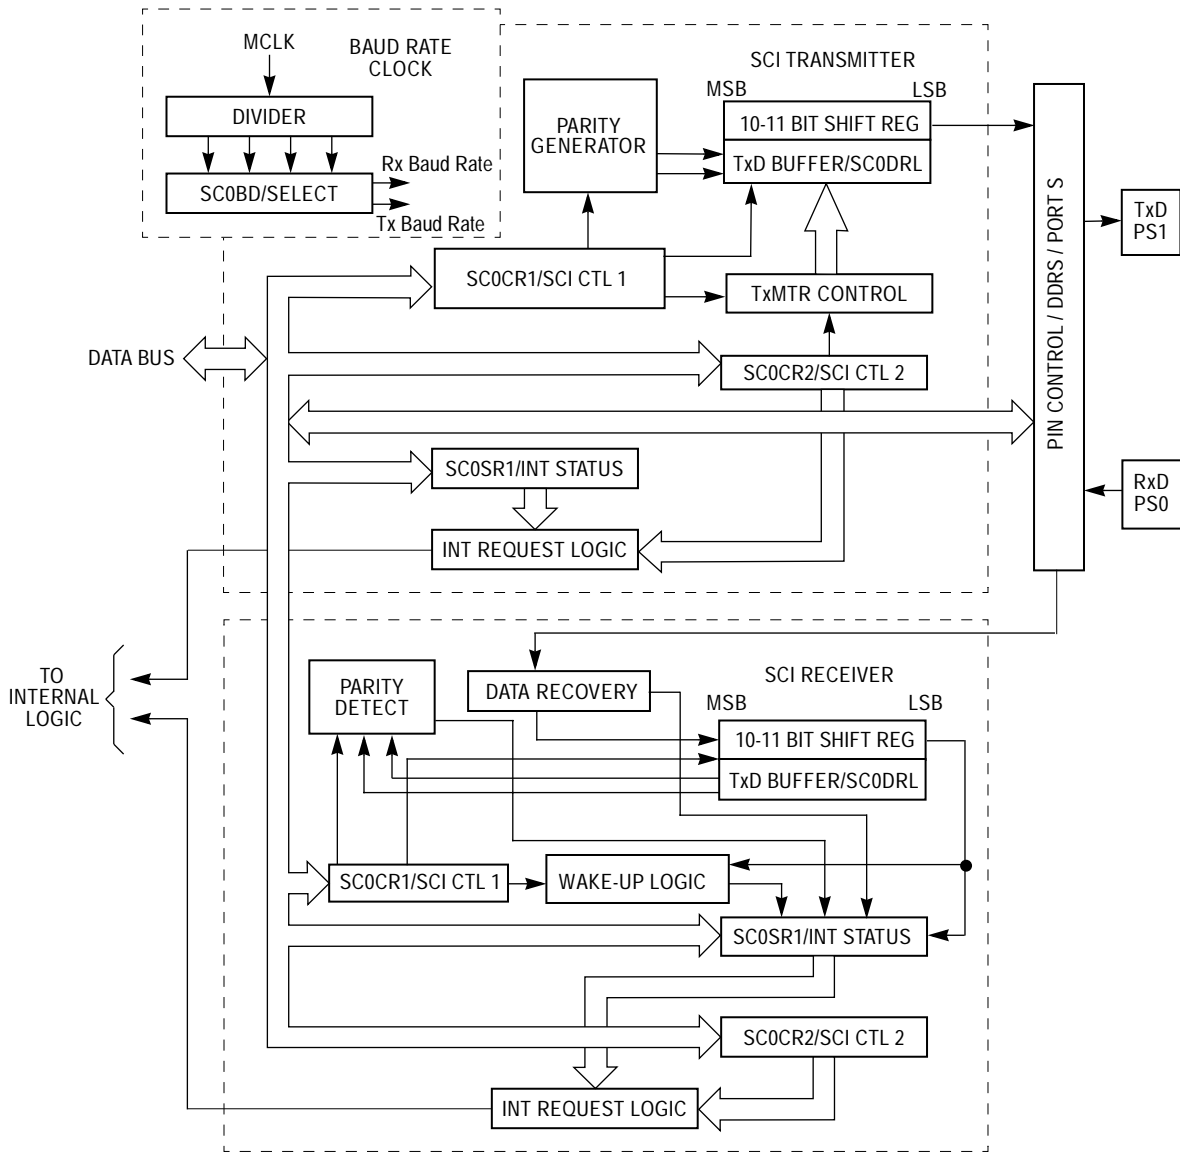 MCLK
BAUD RATE
CLOCK
DIVIDER
SC0BD/SELECT
Rx Baud Rate
Tx Baud Rate
SCI TRANSMITTER
MSB
LSB
PARITY
GENERATOR
10-11 BIT SHIFT REG
TxD BUFFER/SC0DRL
SC0CR1/SCI CTL 1
TxMTR CONTROL
DATA BUS
SC0CR2/SCI CTL 2
SC0SR1/INT STATUS
INT REQUEST LOGIC
PIN CONTROL / DDRS / PORT S
TxD
PS1
RxD
PS0
TO
INTERNAL
LOGIC
SCI RECEIVER
PARITY
DETECT
DATA RECOVERY
MSB
LSB
10-11 BIT SHIFT REG
TxD BUFFER/SC0DRL
SC0CR1/SCI CTL 1
WAKE-UP LOGIC
SC0SR1/INT STATUS
SC0CR2/SCI CTL 2
INT REQUEST LOGIC